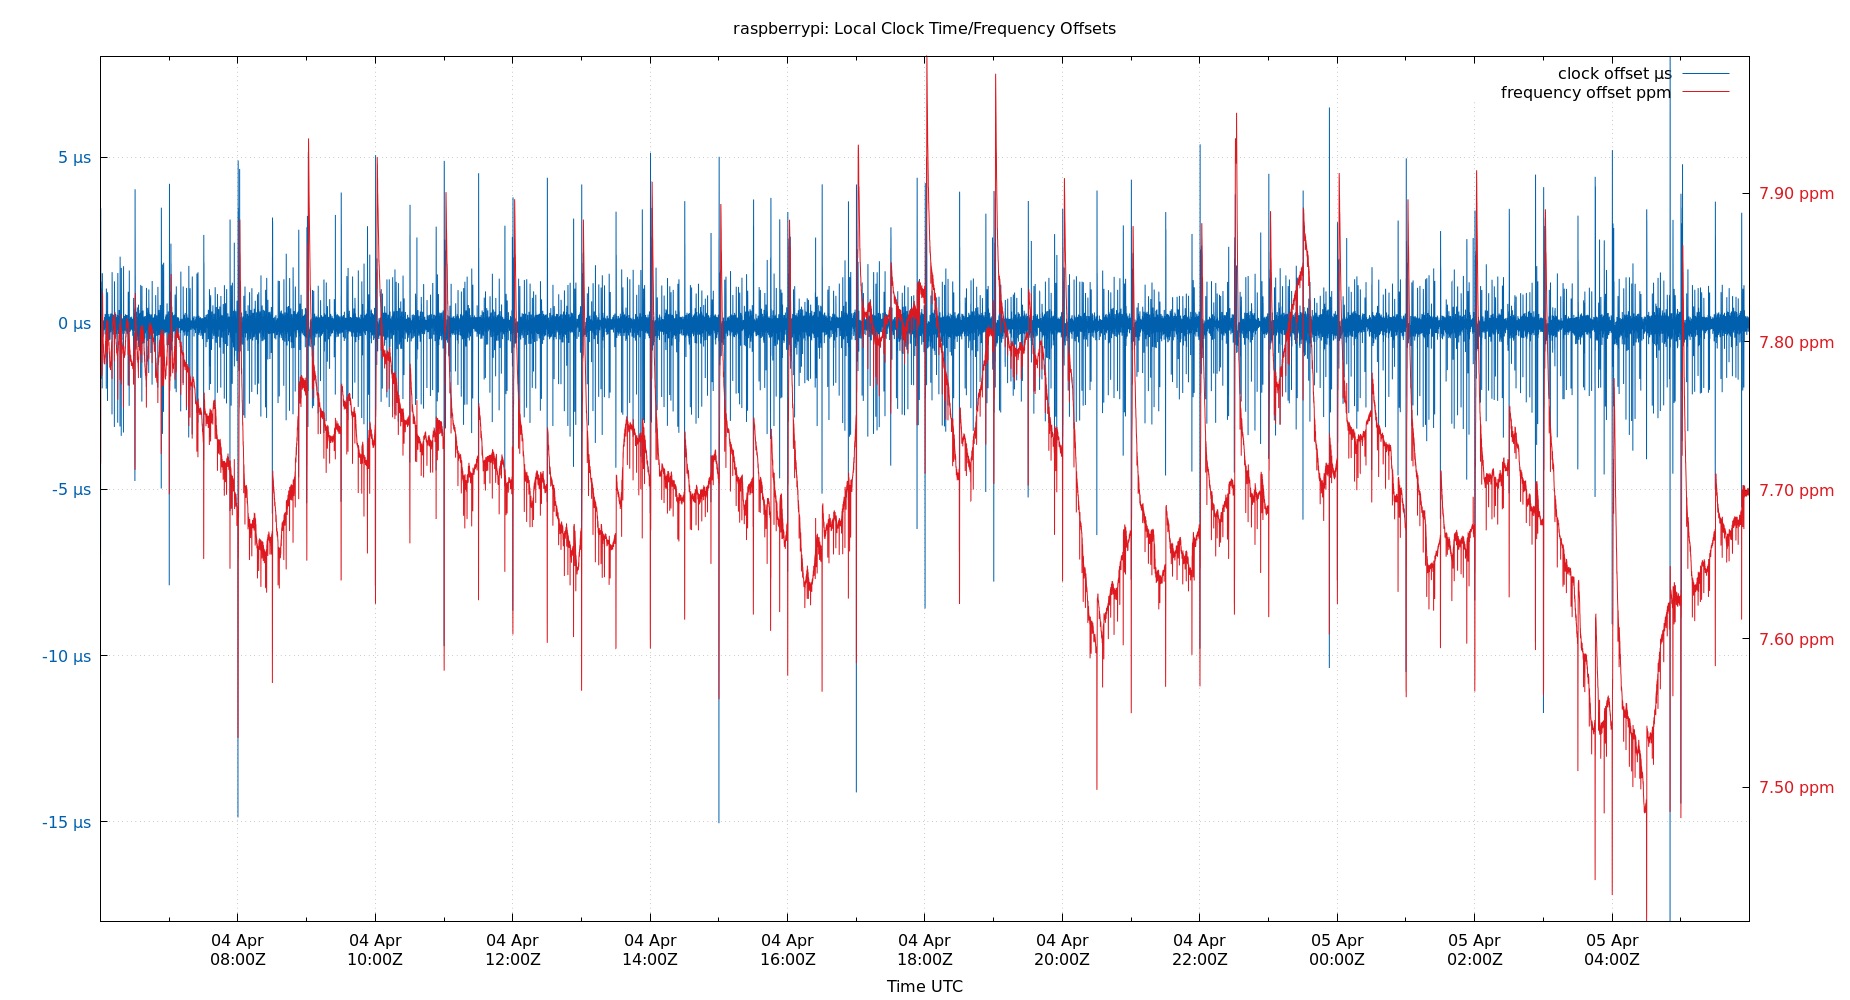 raspberrypi: Local Clock Time/Frequency Offsets
clock offset µs
frequency offset ppm
5 µs
0 µs
-5 µs
-10 µs
-15 µs
7.90 ppm
7.80 ppm
7.70 ppm
7.60 ppm
7.50 ppm
04 Apr
08:00Z
04 Apr
10:00Z
04 Apr
12:00Z
04 Apr
14:00Z
04 Apr
16:00Z
04 Apr
18:00Z
04 Apr
20:00Z
04 Apr
22:00Z
05 Apr
00:00Z
05 Apr
02:00Z
05 Apr
04:00Z
Time UTC